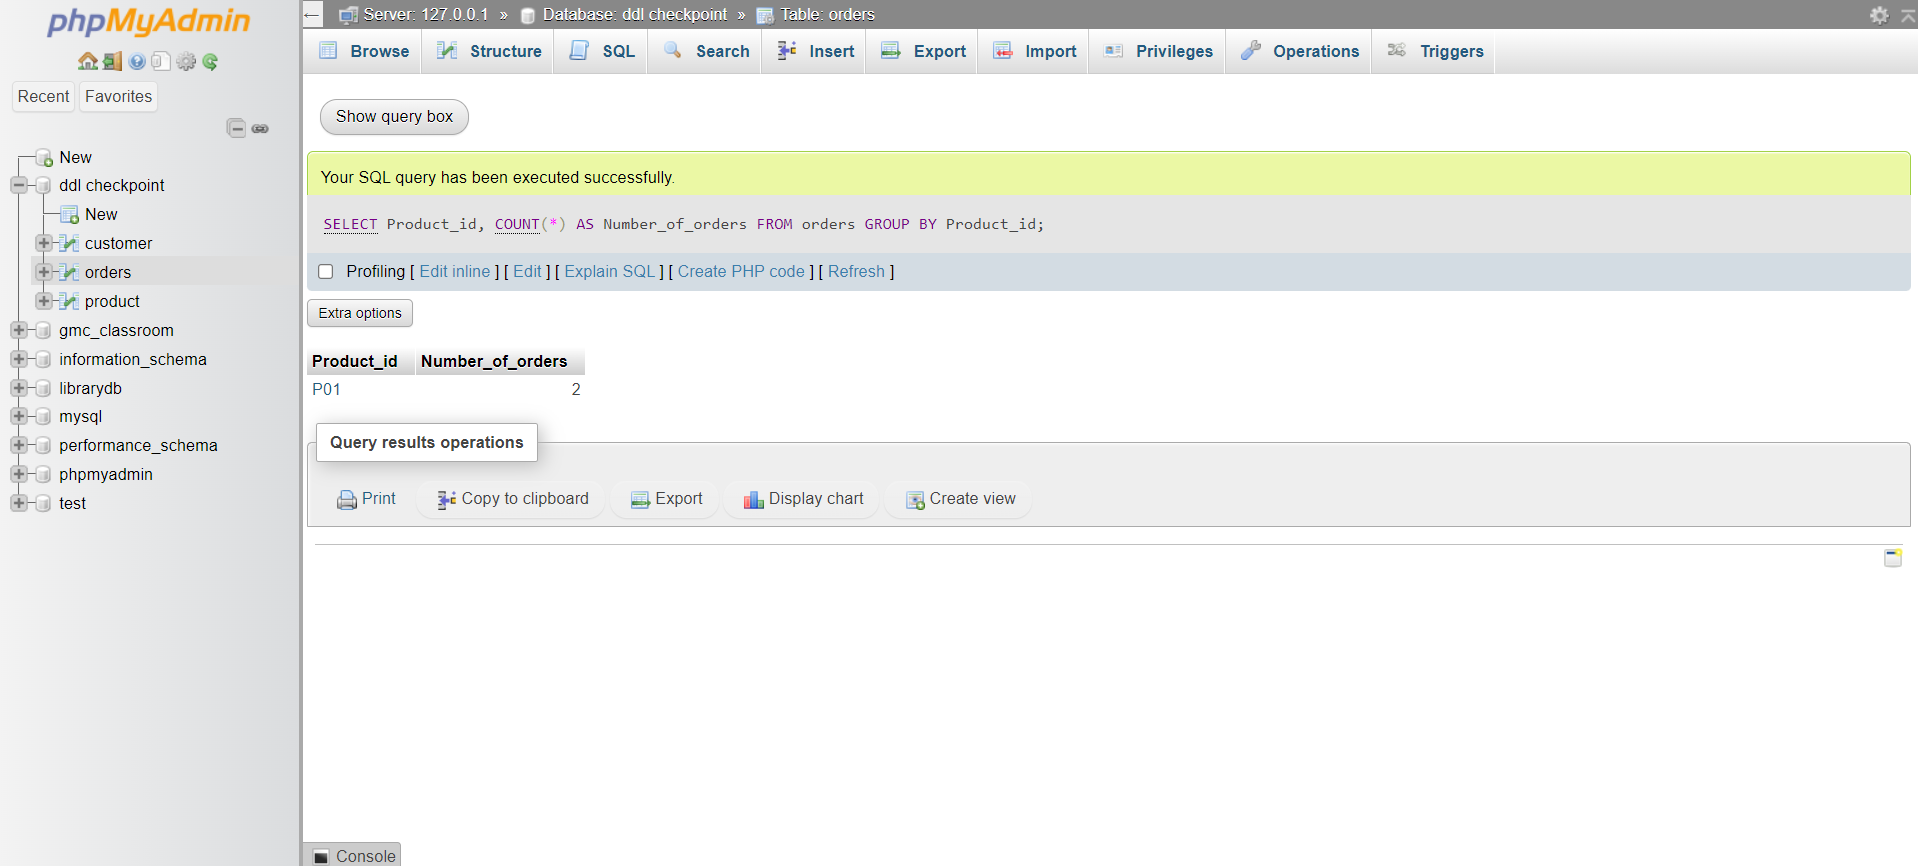 phpMyAdmin
Recent Favorites
New
ddl checkpoint
New
customer
orders
product
gmc_classroom
information_schema
librarydb
mysql
performance_schema
phpmyadmin
test
Server: 127.0.0.1 » Database: ddl checkpoint » Table: orders
Browse Structure SQL Search Insert Export Import Privileges Operations Triggers
Show query box
Your SQL query has been executed successfully.
SELECT Product_id, COUNT(*) AS Number_of_orders FROM orders GROUP BY Product_id;
Profiling [ Edit inline ] [ Edit ] [ Explain SQL ] [ Create PHP code ] [ Refresh ]
Extra options
Product_id Number_of_orders
P01 2
Query results operations
Print Copy to clipboard Export Display chart Create view
Console